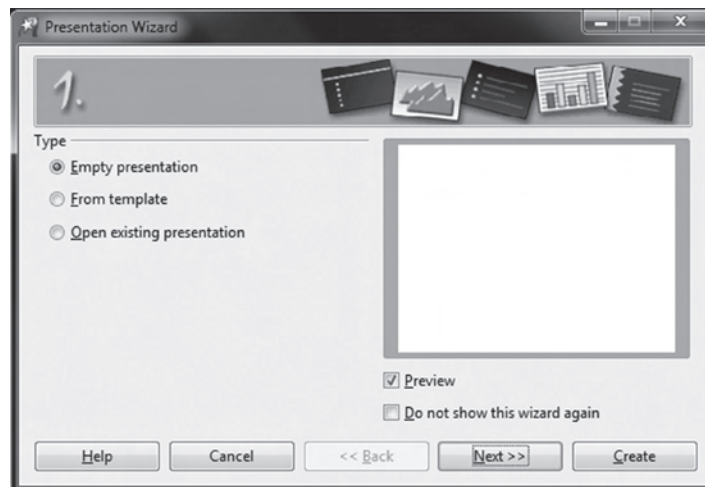 Presentation Wizard
1.
Type
Empty presentation
From template
Open existing presentation
Preview
Do not show this wizard again
Help Cancel << Back Next >> Create